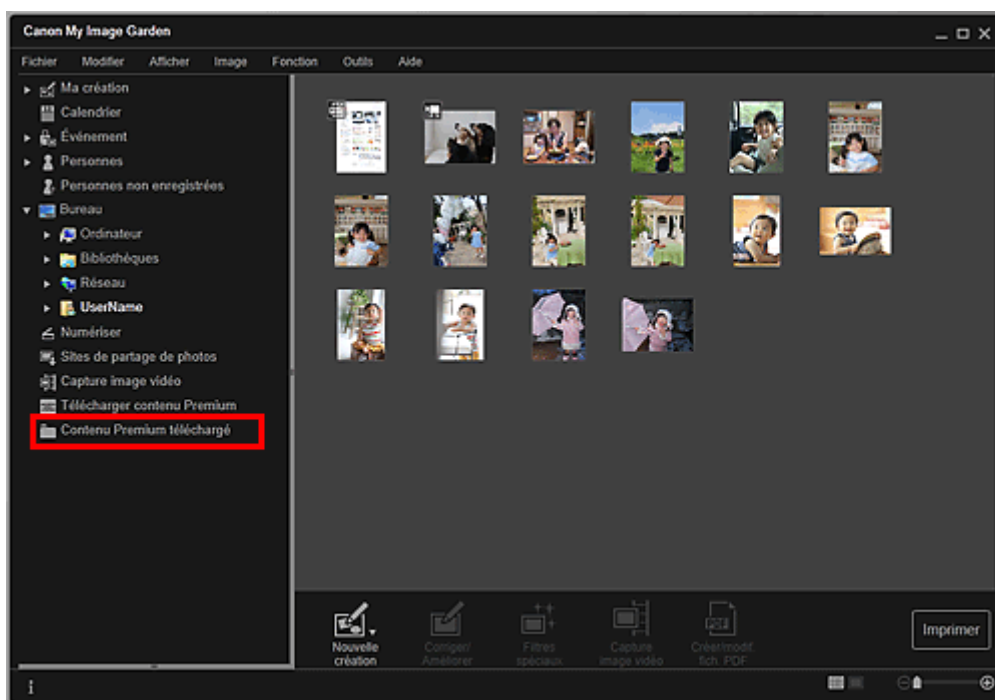 Canon My Image Garden
Fichier Modifier Afficher Image Fonction Outils Aide
Ma création
Calendrier
Événement
Personnes
Personnes non enregistrées
Bureau
Ordinateur
Bibliothèques
Réseau
UserName
Numériser
Sites de partage de photos
Capture image vidéo
Télécharger contenu Premium
Contenu Premium téléchargé
Nouvelle création
Corriger/ Améliorer
Filtres spéciaux
Capture image vidéo
Créer/modif. fich. PDF
Imprimer